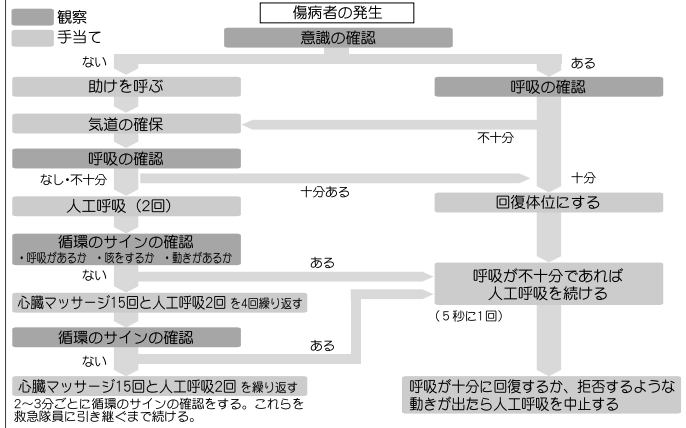 観察
手当て
傷病者の発生
意識の確認
ない
ある
助けを呼ぶ
呼吸の確認
気道の確保
不十分
呼吸の確認
なし・不十分
十分ある
十分
人工呼吸（2回）
回復体位にする
循環のサインの確認
・呼吸があるか ・咳をするか ・動きがあるか
ない
ある
呼吸が不十分であれば
人工呼吸を続ける
（5秒に1回）
心臓マッサージ15回と人工呼吸2回 を4回繰り返す
循環のサインの確認
ある
ない
心臓マッサージ15回と人工呼吸2回 を繰り返す
2～3分ごとに循環のサインの確認をする。これらを
救急隊員に引き継ぐまで続ける。
呼吸が十分に回復するか、拒否するような
動きが出たら人工呼吸を中止する